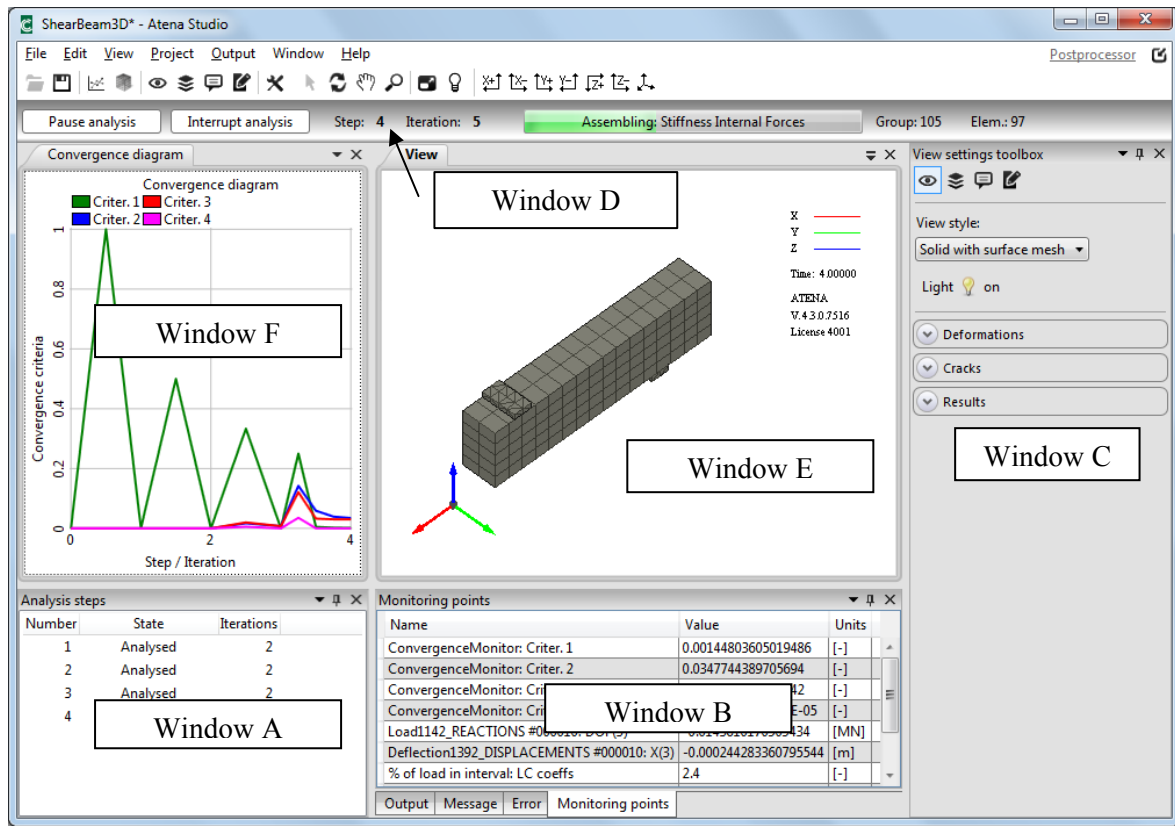 ShearBeam3D* - Atena Studio
File Edit View Project Output Window Help
Postprocessor
X+ X- Y+ Y- Z+ Z-
Pause analysis Interrupt analysis Step: 4 Iteration: 5 Assembling: Stiffness Internal Forces Group: 105 Elem.: 97
Convergence diagram
Convergence diagram
Criter. 1 Criter. 3
Criter. 2 Criter. 4
1
0.8
0.6
0.4
0.2
0
Convergence criteria
0 2 4
Step / Iteration
Window F
View
Window D
X
Y
Z
Time: 4.00000
ATENA
V.4.3.0.7516
License 4001
Window E
View settings toolbox
View style:
Solid with surface mesh
Light on
Deformations
Cracks
Results
Window C
Analysis steps
Number State Iterations
1 Analysed 2
2 Analysed 2
3 Analysed 2
4
Window A
Monitoring points
Name Value Units
ConvergenceMonitor: Criter. 1 0.00144803605019486 [-]
ConvergenceMonitor: Criter. 2 0.0347744389705694 [-]
ConvergenceMonitor: Cri 42 [-]
ConvergenceMonitor: Cri E-05 [-]
Load1142_REACTIONS [MN]
Deflection1392_DISPLACEMENTS #000010: X(3) -0.000244283360795544 [m]
% of load in interval: LC coeffs 2.4 [-]
Window B
Output Message Error Monitoring points